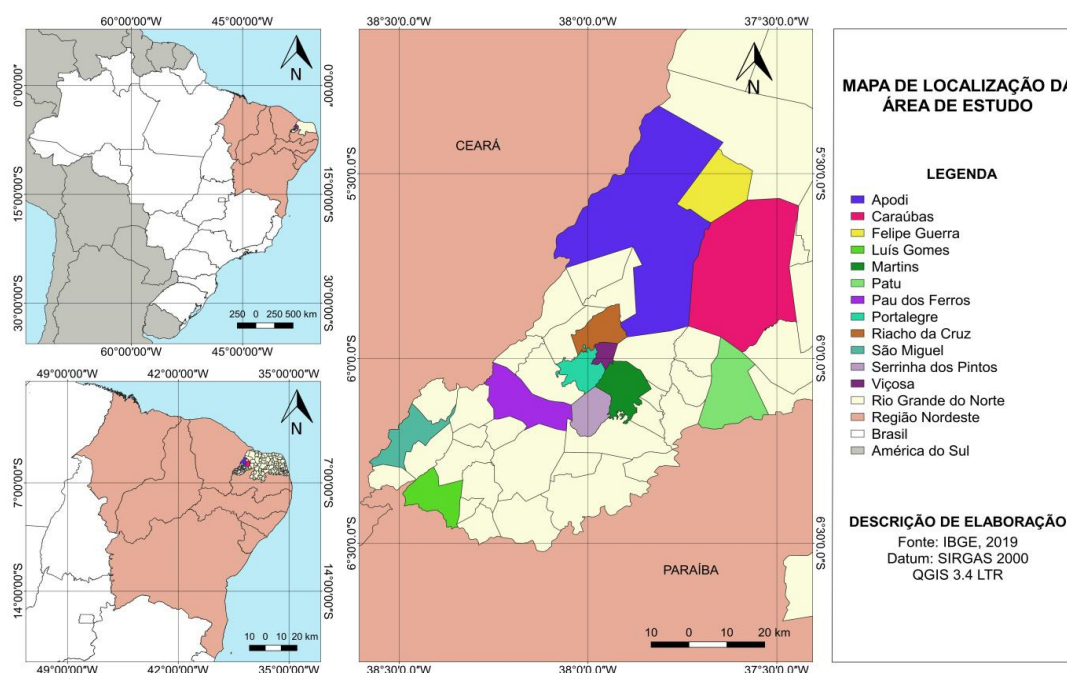 60°00'00"W 45°00'00"W
N
0°00'00"S
0°00'00"S
15°00'00"S
15°00'00"S
30°00'00"S
30°00'00"S
250 0 250 500 km
60°00'00"W 45°00'00"W
49°00'00"W 42°00'00"W 35°00'00"W
N
7°00'00"S
7°00'00"S
14°00'00"S
14°00'00"S
10 0 10 20 km
49°00'00"W 42°00'00"W 35°00'00"W
38°30'0.0"W 38°00'0.0"W 37°30'0.0"W
N
CEARÁ
5°30'0.0"S
5°30'0.0"S
6°00'0.0"S
6°00'0.0"S
6°30'0.0"S
6°30'0.0"S
PARAÍBA
10 0 10 20 km
38°30'0.0"W 38°00'0.0"W 37°30'0.0"W
MAPA DE LOCALIZAÇÃO DA
ÁREA DE ESTUDO
LEGENDA
Apodi
Caraúbas
Felipe Guerra
Luís Gomes
Martins
Patu
Pau dos Ferros
Portalegre
Riacho da Cruz
São Miguel
Serrinha dos Pintos
Viçosa
Rio Grande do Norte
Região Nordeste
Brasil
América do Sul
DESCRIÇÃO DE ELABORAÇÃO
Fonte: IBGE, 2019
Datum: SIRGAS 2000
QGIS 3.4 LTR